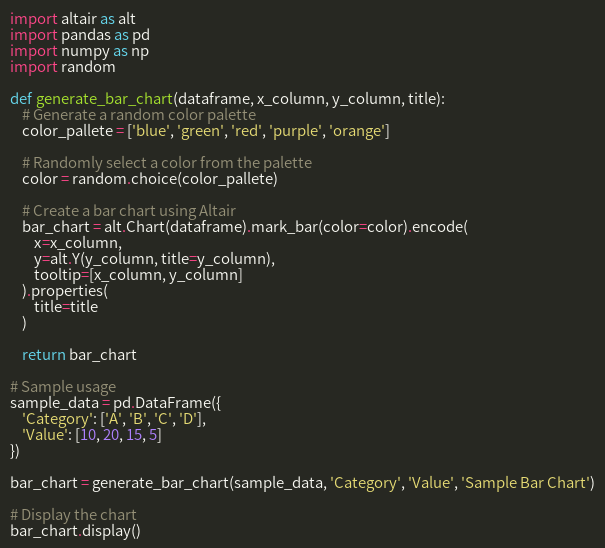 import altair as alt
import pandas as pd
import numpy as np
import random

def generate_bar_chart(dataframe, x_column, y_column, title):
    # Generate a random color palette
    color_pallete = ['blue', 'green', 'red', 'purple', 'orange']

    # Randomly select a color from the palette
    color = random.choice(color_pallete)

    # Create a bar chart using Altair
    bar_chart = alt.Chart(dataframe).mark_bar(color=color).encode(
        x=x_column,
        y=alt.Y(y_column, title=y_column),
        tooltip=[x_column, y_column]
    ).properties(
        title=title
    )

    return bar_chart

# Sample usage
sample_data = pd.DataFrame({
    'Category': ['A', 'B', 'C', 'D'],
    'Value': [10, 20, 15, 5]
})

bar_chart = generate_bar_chart(sample_data, 'Category', 'Value', 'Sample Bar Chart')

# Display the chart
bar_chart.display()